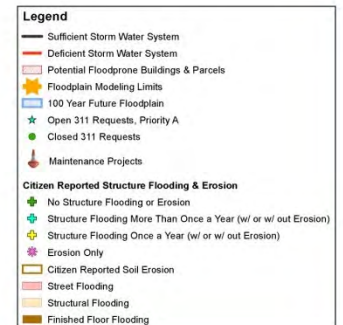 Legend
Sufficient Storm Water System
Deficient Storm Water System
Potential Floodprone Buildings & Parcels
Floodplain Modeling Limits
100 Year Future Floodplain
Open 311 Requests, Priority A
Closed 311 Requests
Maintenance Projects
Citizen Reported Structure Flooding & Erosion
No Structure Flooding or Erosion
Structure Flooding More Than Once a Year (w/ or w/ out Erosion)
Structure Flooding Once a Year (w/ or w/ out Erosion)
Erosion Only
Citizen Reported Soil Erosion
Street Flooding
Structural Flooding
Finished Floor Flooding